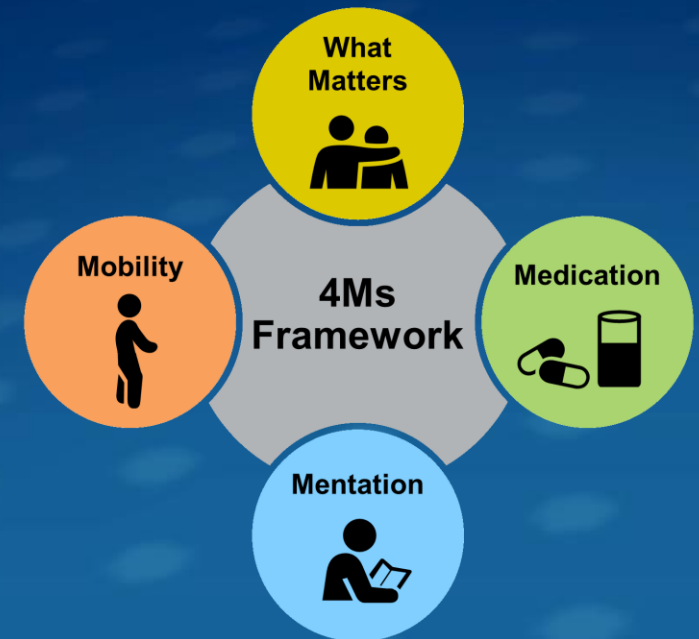 What
Matters
Mobility
4Ms
Framework
Medication
Mentation